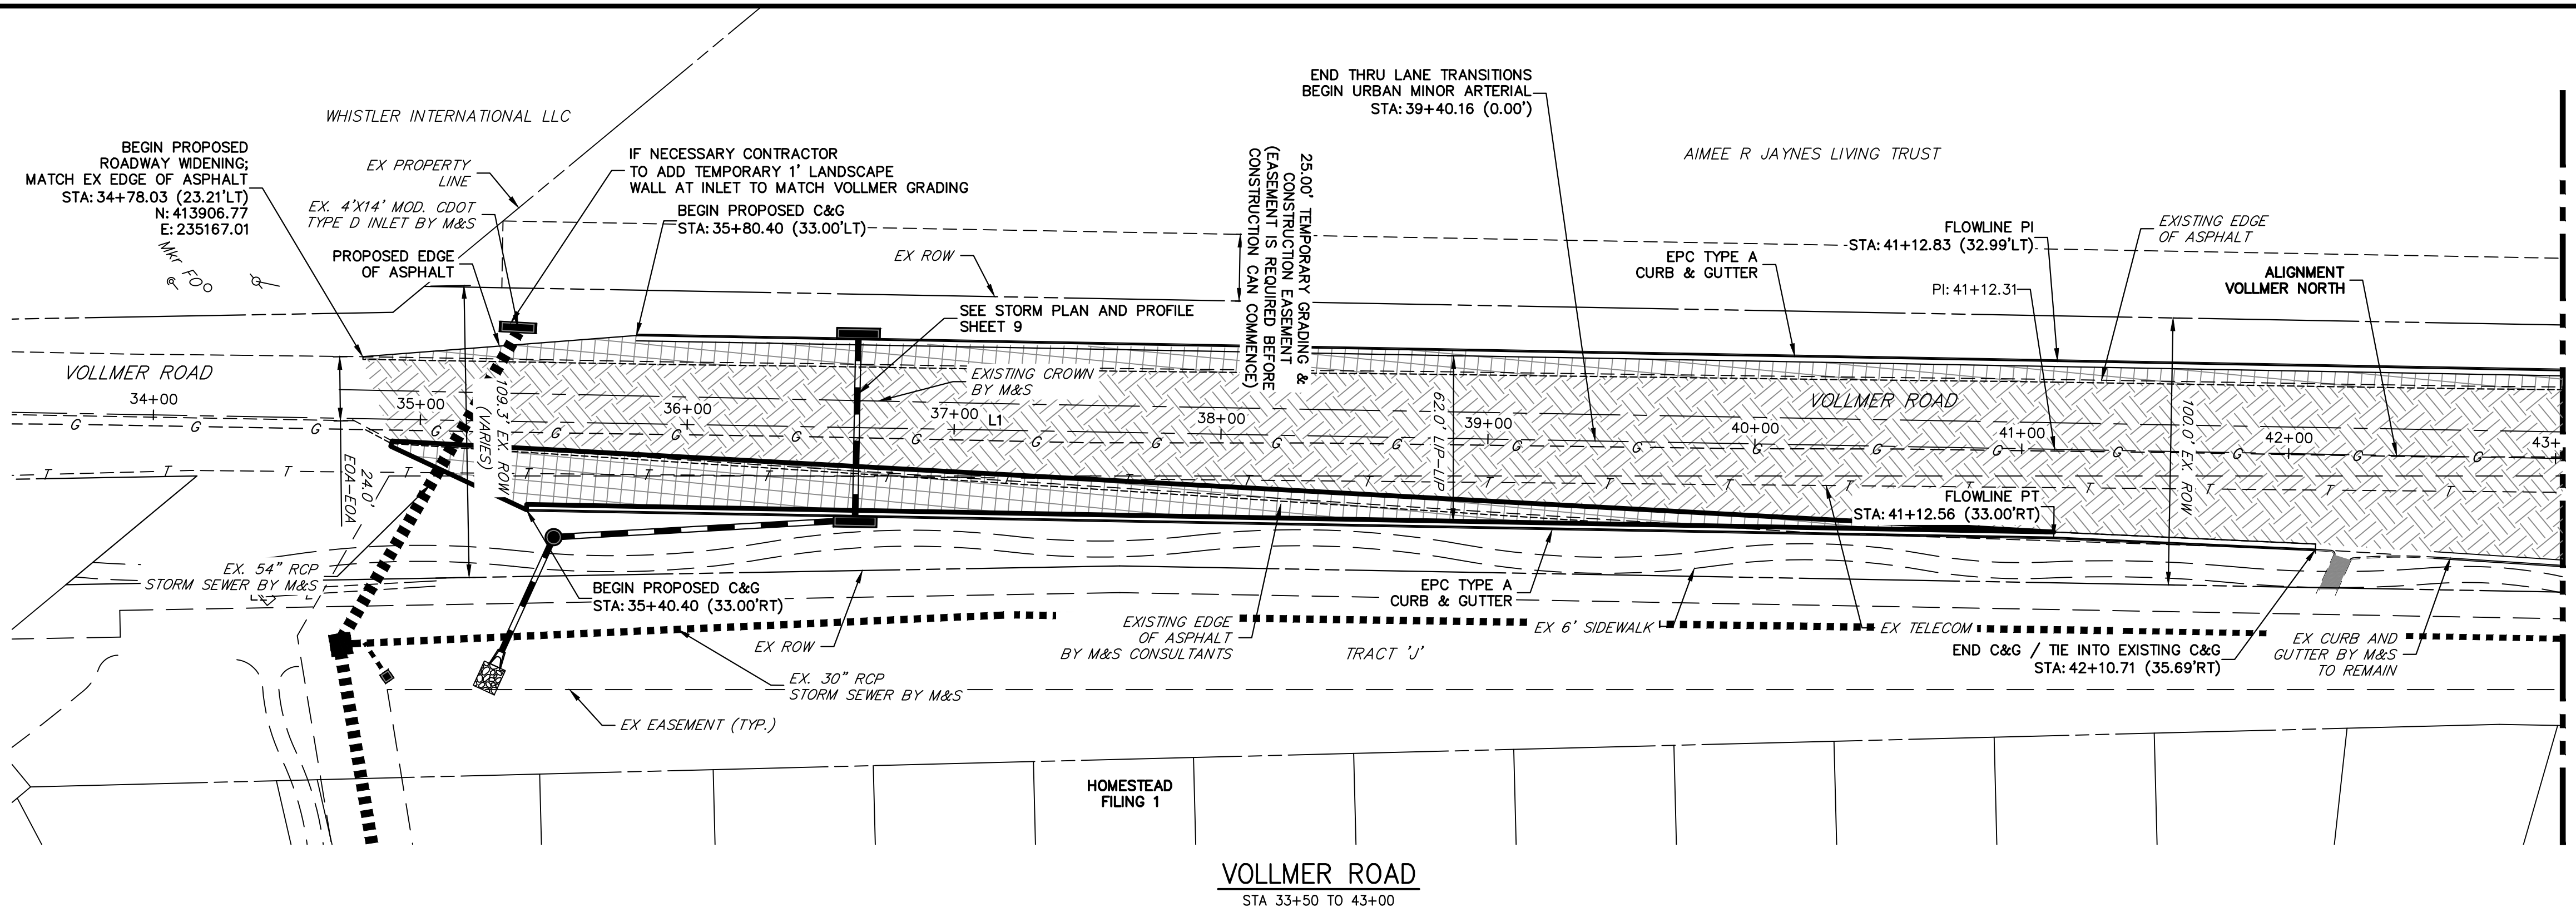 WHISTLER INTERNATIONAL LLC
BEGIN PROPOSED
ROADWAY WIDENING;
MATCH EX EDGE OF ASPHALT
STA: 34+78.03 (23.21'LT)
N: 413906.77
E: 235167.01
EX PROPERTY
LINE
EX. 4'X14' MOD. CDOT
TYPE D INLET BY M&S
PROPOSED EDGE
OF ASPHALT
IF NECESSARY CONTRACTOR
TO ADD TEMPORARY 1' LANDSCAPE
WALL AT INLET TO MATCH VOLLMER GRADING
BEGIN PROPOSED C&G
STA: 35+80.40 (33.00'LT)
EX ROW
SEE STORM PLAN AND PROFILE
SHEET 9
25.00' TEMPORARY GRADING &
CONSTRUCTION EASEMENT
(EASEMENT IS REQUIRED BEFORE
CONSTRUCTION CAN COMMENCE)
END THRU LANE TRANSITIONS
BEGIN URBAN MINOR ARTERIAL
STA: 39+40.16 (0.00')
AIMEE R JAYNES LIVING TRUST
EPC TYPE A
CURB & GUTTER
FLOWLINE PI
STA: 41+12.83 (32.99'LT)
PI: 41+12.31
EXISTING EDGE
OF ASPHALT
ALIGNMENT
VOLLMER NORTH
Mkr FO
VOLLMER ROAD
34+00
35+00
36+00
37+00
L1
38+00
39+00
40+00
41+00
42+00
43+
VOLLMER ROAD
EXISTING CROWN
BY M&S
109.3' EX. ROW
(VARIES)
24.0'
EOA-EOA
62.0' LIP-LIP
100.0' EX. ROW
G G G G G G G G G G G G G G G G G G G G G
T T T T T T T T T T T T T T T T T T
FLOWLINE PT
STA: 41+12.56 (33.00'RT)
EX. 54" RCP
STORM SEWER BY M&S
BEGIN PROPOSED C&G
STA: 35+40.40 (33.00'RT)
EX ROW
EX. 30" RCP
STORM SEWER BY M&S
EX EASEMENT (TYP.)
EXISTING EDGE
OF ASPHALT
BY M&S CONSULTANTS
EPC TYPE A
CURB & GUTTER
TRACT 'J'
EX 6' SIDEWALK
EX TELECOM
END C&G / TIE INTO EXISTING C&G
STA: 42+10.71 (35.69'RT)
EX CURB AND
GUTTER BY M&S
TO REMAIN
HOMESTEAD
FILING 1
VOLLMER ROAD
STA 33+50 TO 43+00